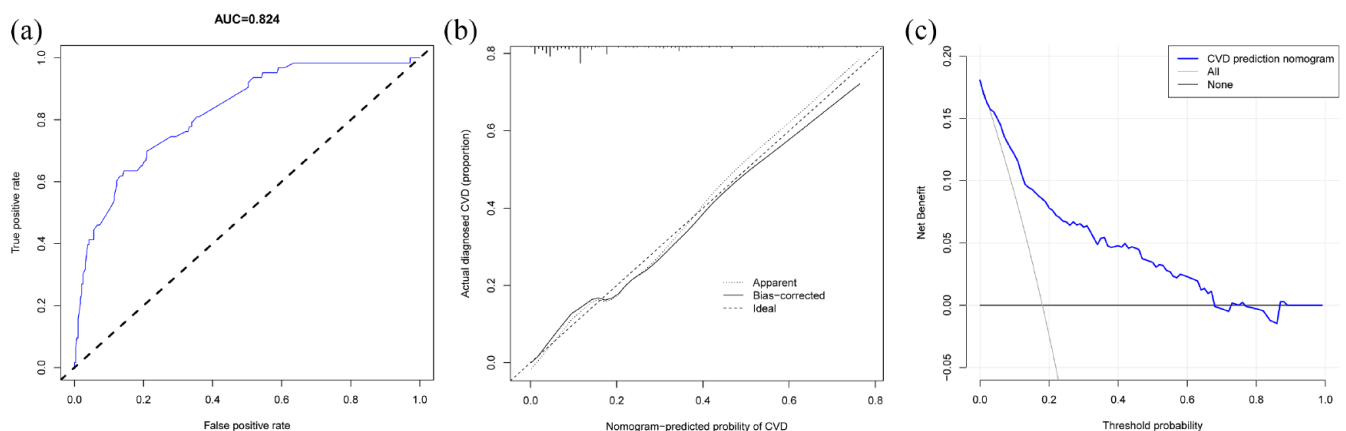 (a)
AUC=0.824
True positive rate
1.0
0.8
0.6
0.4
0.2
0.0
0.0 0.2 0.4 0.6 0.8 1.0
False positive rate
(b)
Actual diagnosed CVD (proportion)
0.8
0.6
0.4
0.2
0.0
Apparent
Bias-corrected
Ideal
0.0 0.2 0.4 0.6 0.8
Nomogram-predicted probility of CVD
(c)
Net Benefit
0.20
0.15
0.10
0.05
0.00
-0.05
CVD prediction nomogram
All
None
0.0 0.2 0.4 0.6 0.8 1.0
Threshold probability